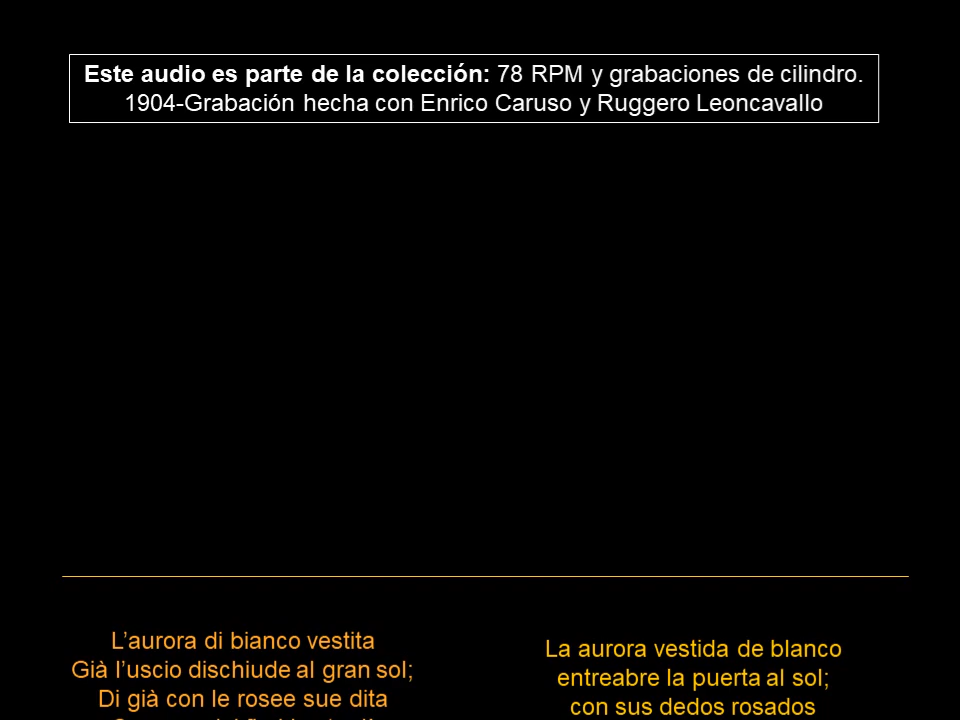 Este audio es parte de la colección: 78 RPM y grabaciones de cilindro.
1904-Grabación hecha con Enrico Caruso y Ruggero Leoncavallo
L’aurora di bianco vestita
Già l’uscio dischiude al gran sol;
Di già con le rosee sue dita
La aurora vestida de blanco
entreabre la puerta al sol;
con sus dedos rosados